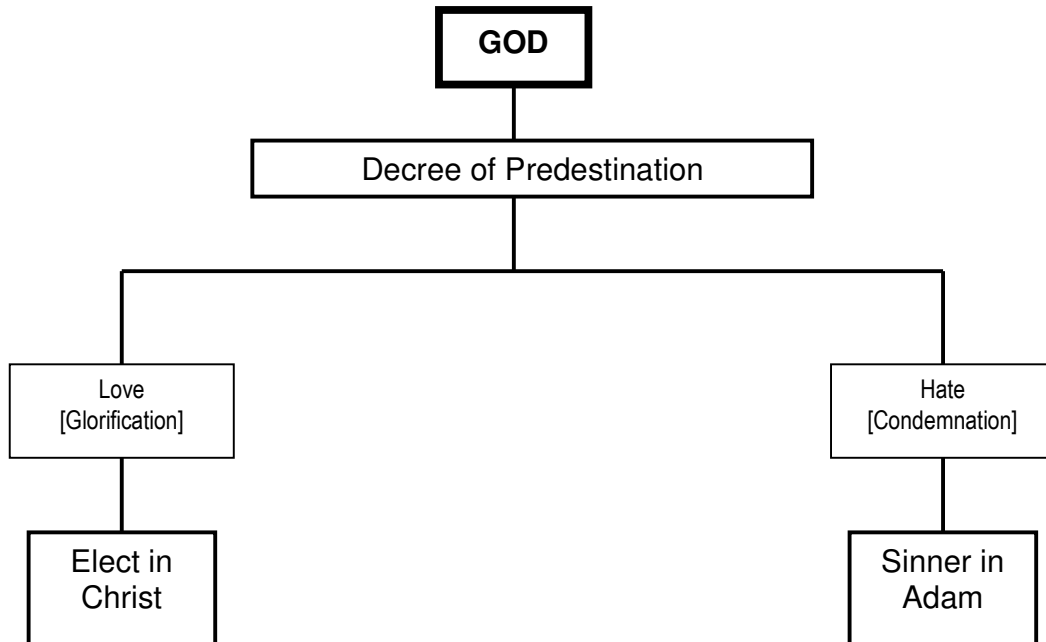 GOD
Decree of Predestination
Love
[Glorification]
Hate
[Condemnation]
Elect in
Christ
Sinner in
Adam